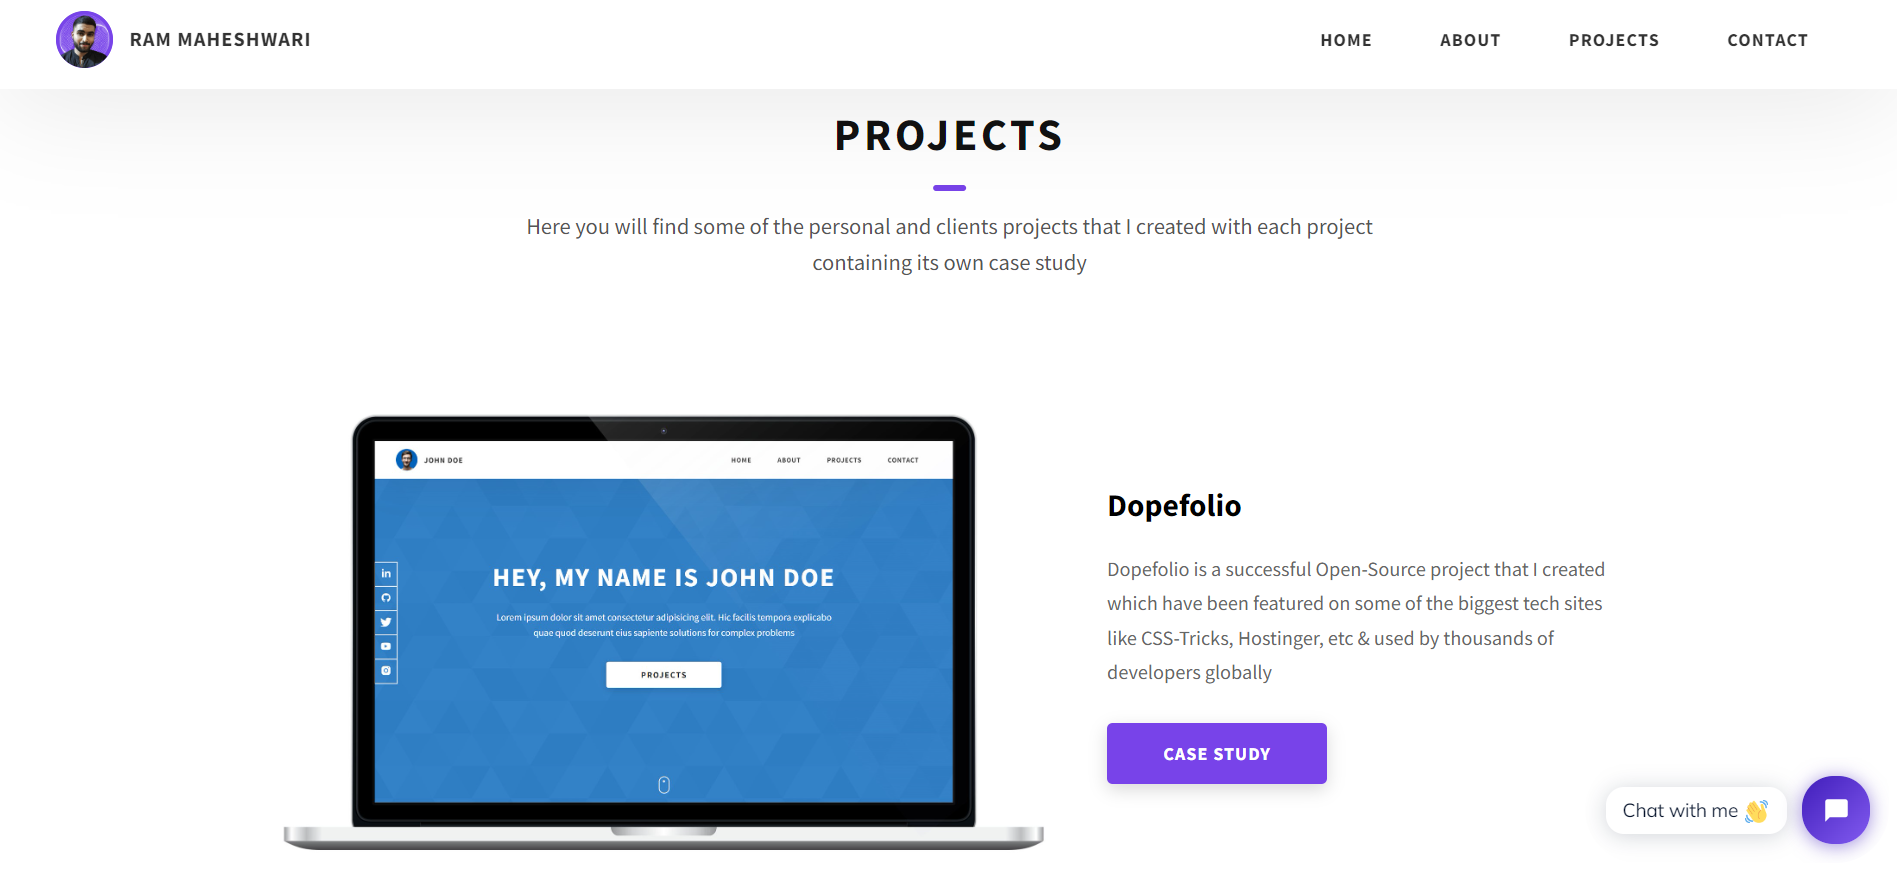 RAM MAHESHWARI
HOME ABOUT PROJECTS CONTACT
PROJECTS
Here you will find some of the personal and clients projects that I created with each project
containing its own case study
JOHN DOE
HOME ABOUT PROJECTS CONTACT
HEY, MY NAME IS JOHN DOE
Lorem ipsum dolor sit amet consectetur adipisicing elit. Hic facilis tempora explicabo
quae quod deserunt eius sapiente solutions for complex problems
PROJECTS
Dopefolio
Dopefolio is a successful Open-Source project that I created
which have been featured on some of the biggest tech sites
like CSS-Tricks, Hostinger, etc & used by thousands of
developers globally
CASE STUDY
Chat with me 👋